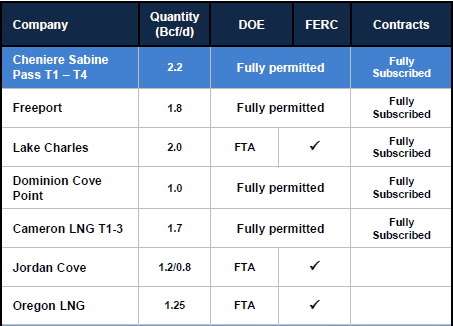 Company Quantity (Bcf/d) DOE FERC Contracts
Cheniere Sabine Pass T1 – T4 2.2 Fully permitted Fully Subscribed
Freeport 1.8 Fully permitted Fully Subscribed
Lake Charles 2.0 FTA ✓ Fully Subscribed
Dominion Cove Point 1.0 Fully permitted Fully Subscribed
Cameron LNG T1-3 1.7 Fully permitted Fully Subscribed
Jordan Cove 1.2/0.8 FTA ✓
Oregon LNG 1.25 FTA ✓